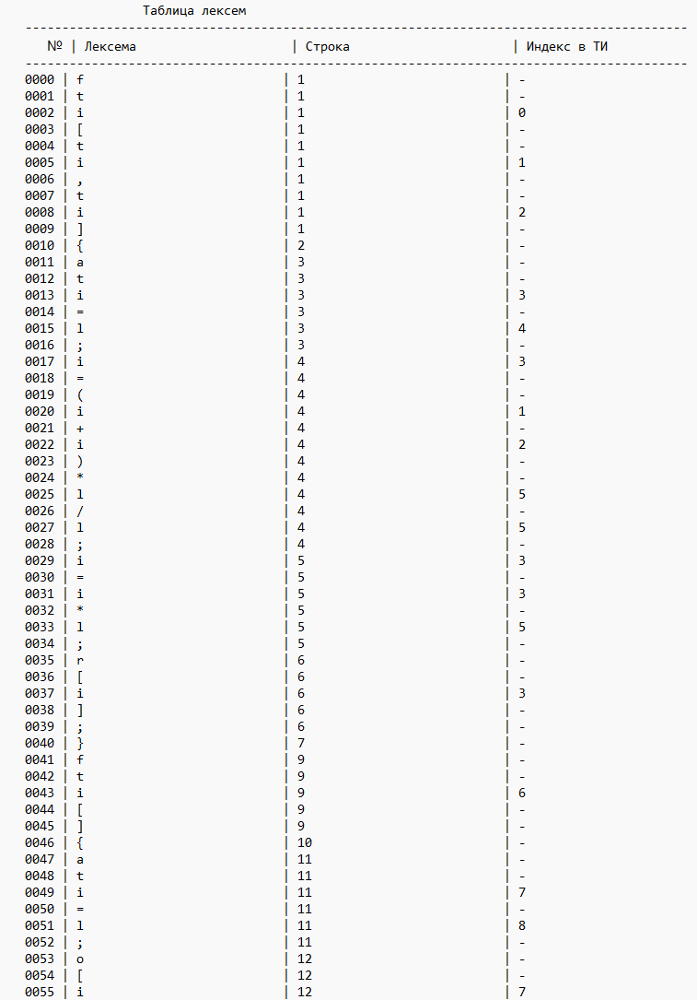 Таблица лексем
------------------------------------------------------------------------------------------
№ | Лексема | Строка | Индекс в ТИ
------------------------------------------------------------------------------------------
0000 | f | 1 | -
0001 | t | 1 | -
0002 | i | 1 | 0
0003 | [ | 1 | -
0004 | t | 1 | -
0005 | i | 1 | 1
0006 | , | 1 | -
0007 | t | 1 | -
0008 | i | 1 | 2
0009 | ] | 1 | -
0010 | { | 2 | -
0011 | a | 3 | -
0012 | t | 3 | -
0013 | i | 3 | 3
0014 | = | 3 | -
0015 | l | 3 | 4
0016 | ; | 3 | -
0017 | i | 4 | 3
0018 | = | 4 | -
0019 | ( | 4 | -
0020 | i | 4 | 1
0021 | + | 4 | -
0022 | i | 4 | 2
0023 | ) | 4 | -
0024 | * | 4 | -
0025 | l | 4 | 5
0026 | / | 4 | -
0027 | l | 4 | 5
0028 | ; | 4 | -
0029 | i | 5 | 3
0030 | = | 5 | -
0031 | i | 5 | 3
0032 | * | 5 | -
0033 | l | 5 | 5
0034 | ; | 5 | -
0035 | r | 6 | -
0036 | [ | 6 | -
0037 | i | 6 | 3
0038 | ] | 6 | -
0039 | ; | 6 | -
0040 | } | 7 | -
0041 | f | 9 | -
0042 | t | 9 | -
0043 | i | 9 | 6
0044 | [ | 9 | -
0045 | ] | 9 | -
0046 | { | 10 | -
0047 | a | 11 | -
0048 | t | 11 | -
0049 | i | 11 | 7
0050 | = | 11 | -
0051 | l | 11 | 8
0052 | ; | 11 | -
0053 | o | 12 | -
0054 | [ | 12 | -
0055 | i | 12 | 7